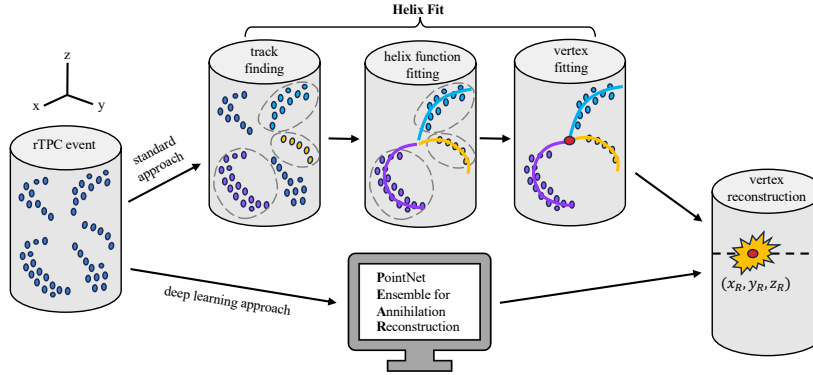 Helix Fit
track
finding
helix function
fitting
vertex
fitting
z
x
y
rTPC event
standard
approach
vertex
reconstruction
(x_R, y_R, z_R)
deep learning approach
PointNet
Ensemble for
Annihilation
Reconstruction